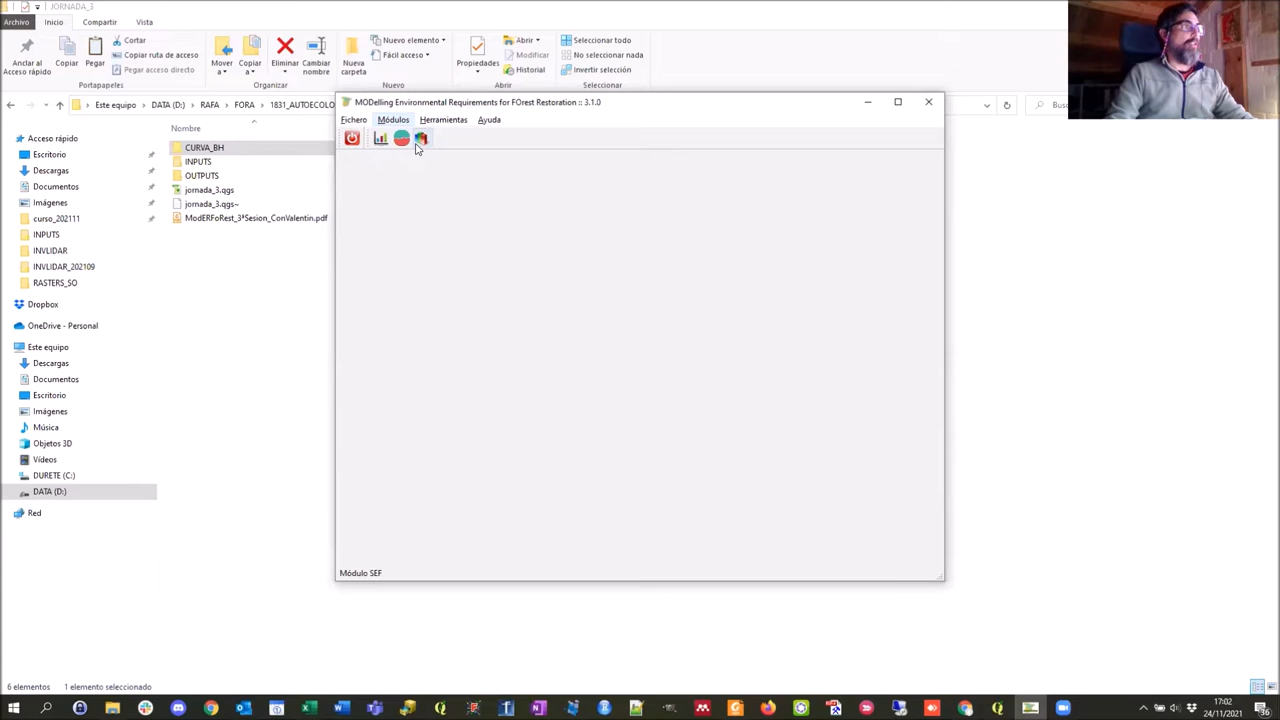 JORNADA_3
Archivo Inicio Compartir Vista
Anclar al Acceso rápido
Copiar
Pegar
Cortar
Copiar ruta de acceso
Pegar acceso directo
Portapapeles
Mover a
Copiar a
Eliminar
Cambiar nombre
Organizar
Nueva carpeta
Nuevo elemento
Fácil acceso
Nuevo
Propiedades
Abrir
Modificar
Historial
Abrir
Seleccionar todo
No seleccionar nada
Invertir selección
Seleccionar
Este equipo > DATA (D:) > RAFA > FORA > 1831_AUTOECOLO
Acceso rápido
Escritorio
Descargas
Documentos
Imágenes
curso_202111
INPUTS
INVLIDAR
INVLIDAR_202109
RASTERS_SO
Dropbox
OneDrive - Personal
Este equipo
Descargas
Documentos
Escritorio
Imágenes
Música
Objetos 3D
Vídeos
DURETE (C:)
DATA (D:)
Red
Nombre
CURVA_BH
INPUTS
OUTPUTS
jornada_3.qgs
jornada_3.qgs~
ModERFoRest_3ªSesion_ConValentin.pdf
MODelling Environmental Requirements for FOrest Restoration :: 3.1.0
Fichero Módulos Herramientas Ayuda
Módulo SEF
Busc
6 elementos 1 elemento seleccionado
17:02
24/11/2021